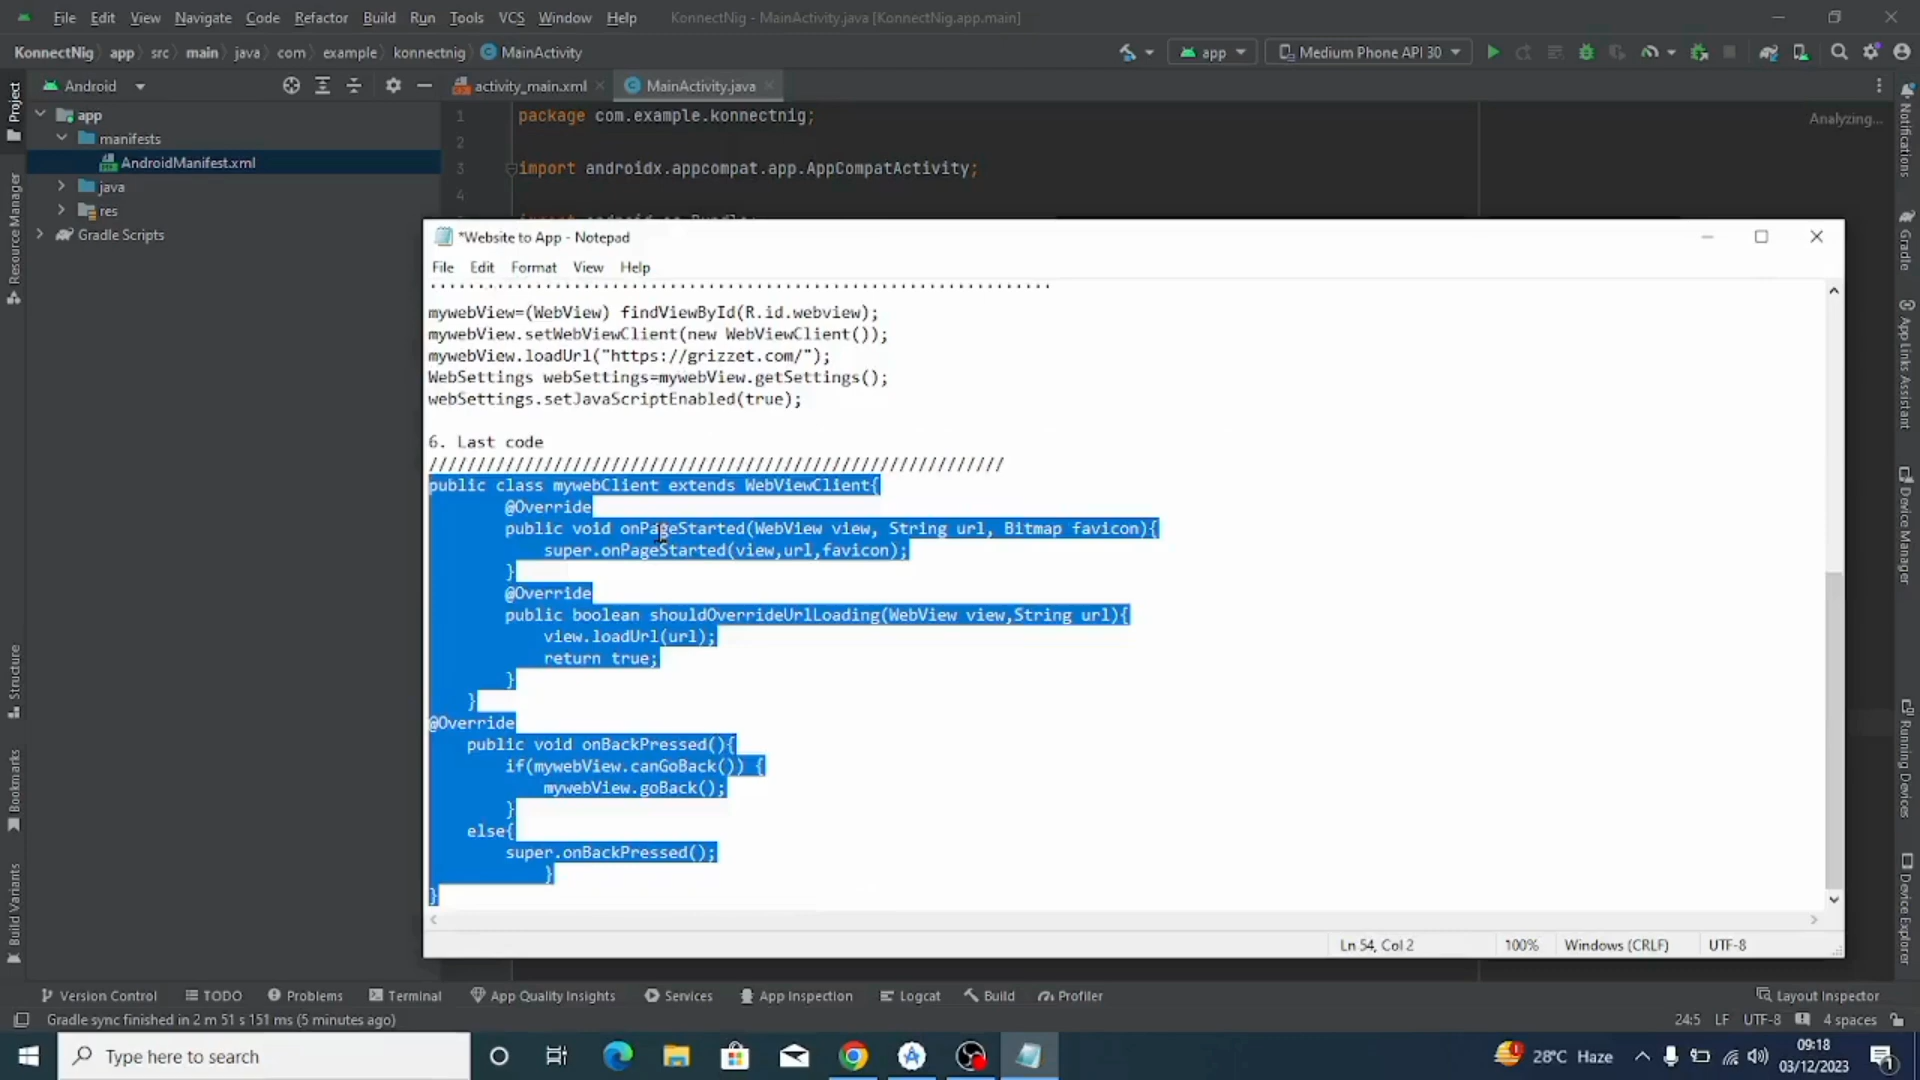 File Edit View Navigate Code Refactor Build Run Tools VCS Window Help KonnectNig - MainActivity.java [KonnectNig.app.main]
KonnectNig app src main java com example konnectnig MainActivity app Medium Phone API 30
Android activity_main.xml MainActivity.java
Project
Resource Manager
Structure
Bookmarks
Build Variants
app
manifests
AndroidManifest.xml
java
res
Gradle Scripts
1 package com.example.konnectnig;
2
3 import androidx.appcompat.app.AppCompatActivity;
4
Analyzing...
*Website to App - Notepad
File Edit Format View Help
mywebView=(WebView) findViewById(R.id.webview);
mywebView.setWebViewClient(new WebViewClient());
mywebView.loadUrl("https://grizzet.com/");
WebSettings webSettings=mywebView.getSettings();
webSettings.setJavaScriptEnabled(true);
6. Last code
////////////////////////////////////////////////////////////
public class mywebClient extends WebViewClient{
@Override
public void onPageStarted(WebView view, String url, Bitmap favicon){
super.onPageStarted(view,url,favicon);
}
@Override
public boolean shouldOverrideUrlLoading(WebView view,String url){
view.loadUrl(url);
return true;
}
}
@Override
public void onBackPressed(){
if(mywebView.canGoBack()) {
mywebView.goBack();
}
else{
super.onBackPressed();
}
}
Ln 54, Col 2 100% Windows (CRLF) UTF-8
Notifications
Gradle
App Links Assistant
Device Manager
Running Devices
Device Explorer
Version Control TODO Problems Terminal App Quality Insights Services App Inspection Logcat Build Profiler Layout Inspector
Gradle sync finished in 2 m 51 s 151 ms (5 minutes ago) 24:5 LF UTF-8 4 spaces
Type here to search 28°C Haze 09:18
03/12/2023
1